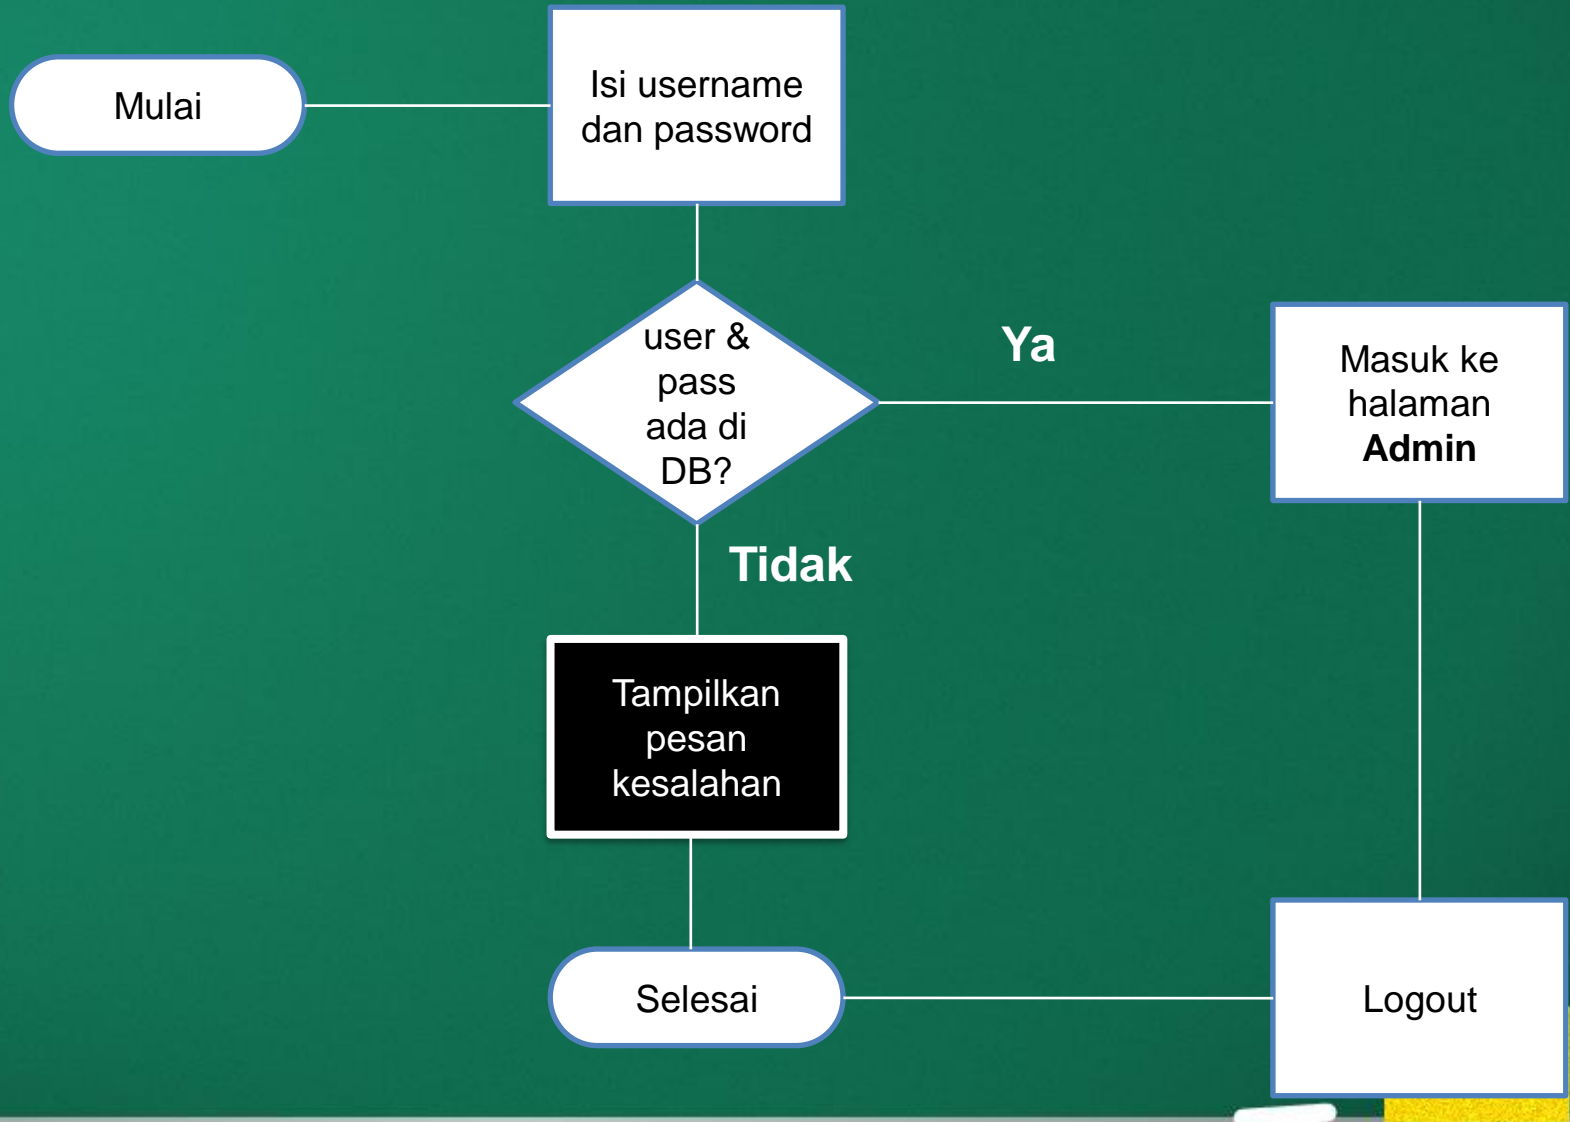 Mulai
Isi username
dan password
user &
pass
ada di
DB?
Ya
Masuk ke
halaman
Admin
Tidak
Tampilkan
pesan
kesalahan
Selesai
Logout